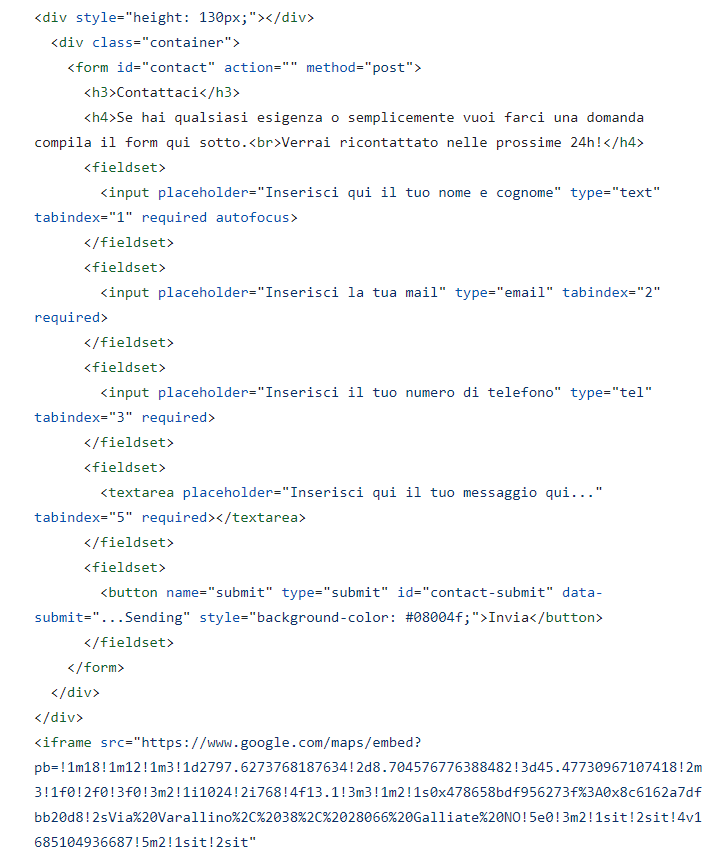 <div style="height: 130px;"></div>
<div class="container">
<form id="contact" action="" method="post">
<h3>Contattaci</h3>
<h4>Se hai qualsiasi esigenza o semplicemente vuoi farci una domanda
compila il form qui sotto.<br>Verrai ricontattato nelle prossime 24h!</h4>
<fieldset>
<input placeholder="Inserisci qui il tuo nome e cognome" type="text"
tabindex="1" required autofocus>
</fieldset>
<fieldset>
<input placeholder="Inserisci la tua mail" type="email" tabindex="2"
required>
</fieldset>
<fieldset>
<input placeholder="Inserisci il tuo numero di telefono" type="tel"
tabindex="3" required>
</fieldset>
<fieldset>
<textarea placeholder="Inserisci qui il tuo messaggio qui..."
tabindex="5" required></textarea>
</fieldset>
<fieldset>
<button name="submit" type="submit" id="contact-submit" data-
submit="...Sending" style="background-color: #08004f;">Invia</button>
</fieldset>
</form>
</div>
</div>
<iframe src="https://www.google.com/maps/embed?
pb=!1m18!1m12!1m3!1d2797.6273768187634!2d8.704576776388482!3d45.47730967107418!2m
3!1f0!2f0!3f0!3m2!1i1024!2i768!4f13.1!3m3!1m2!1s0x478658bdf956273f%3A0x8c6162a7df
bb20d8!2sVia%20Varallino%2C%2038%2C%2028066%20Galliate%20NO!5e0!3m2!1sit!2sit!4v1
685104936687!5m2!1sit!2sit"